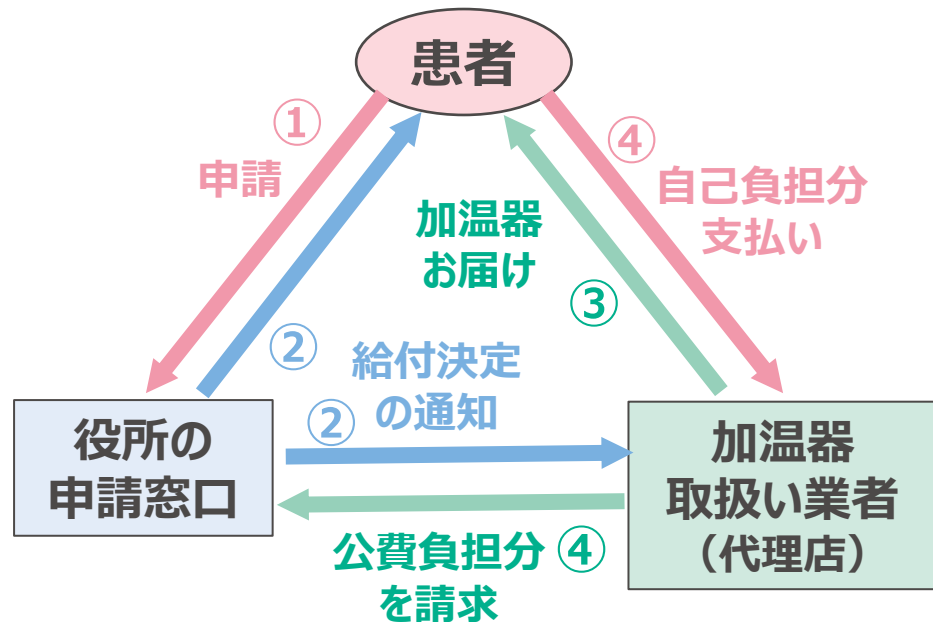 患者
①
申請
④
自己負担分
支払い
加温器
お届け
③
②
給付決定
の通知
②
役所の
申請窓口
加温器
取扱い業者
（代理店）
公費負担分④
を請求